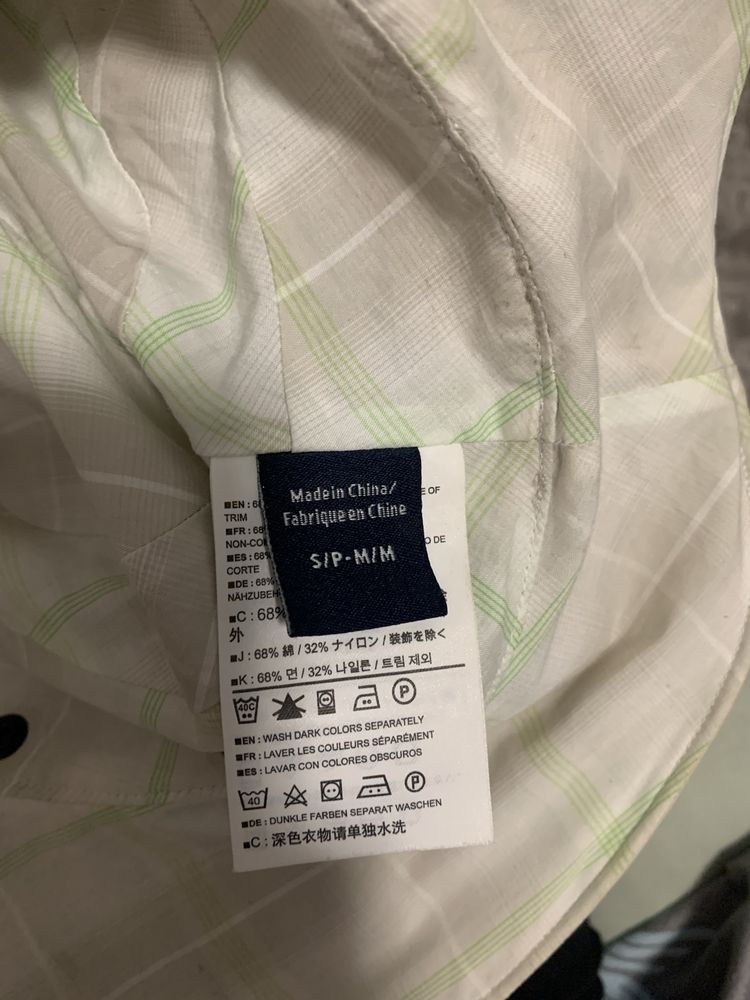 Made in China/
Fabrique en Chine
S/P-M/M
■EN : 6 E OF
TRIM
■FR : 68
NON-CO O DE
■ES : 68%
CORTE
■DE : 68%
NÄHZUBEH
■C : 68%
外
■J : 68% 綿 / 32% ナイロン / 装飾を除く
■K : 68% 면 / 32% 나일론 / 트림 제외
40C P
■EN : WASH DARK COLORS SEPARATELY
■FR : LAVER LES COULEURS SÉPARÉMENT
■ES : LAVAR CON COLORES OBSCUROS
40 P
■DE : DUNKLE FARBEN SEPARAT WASCHEN
■C : 深色衣物请单独水洗